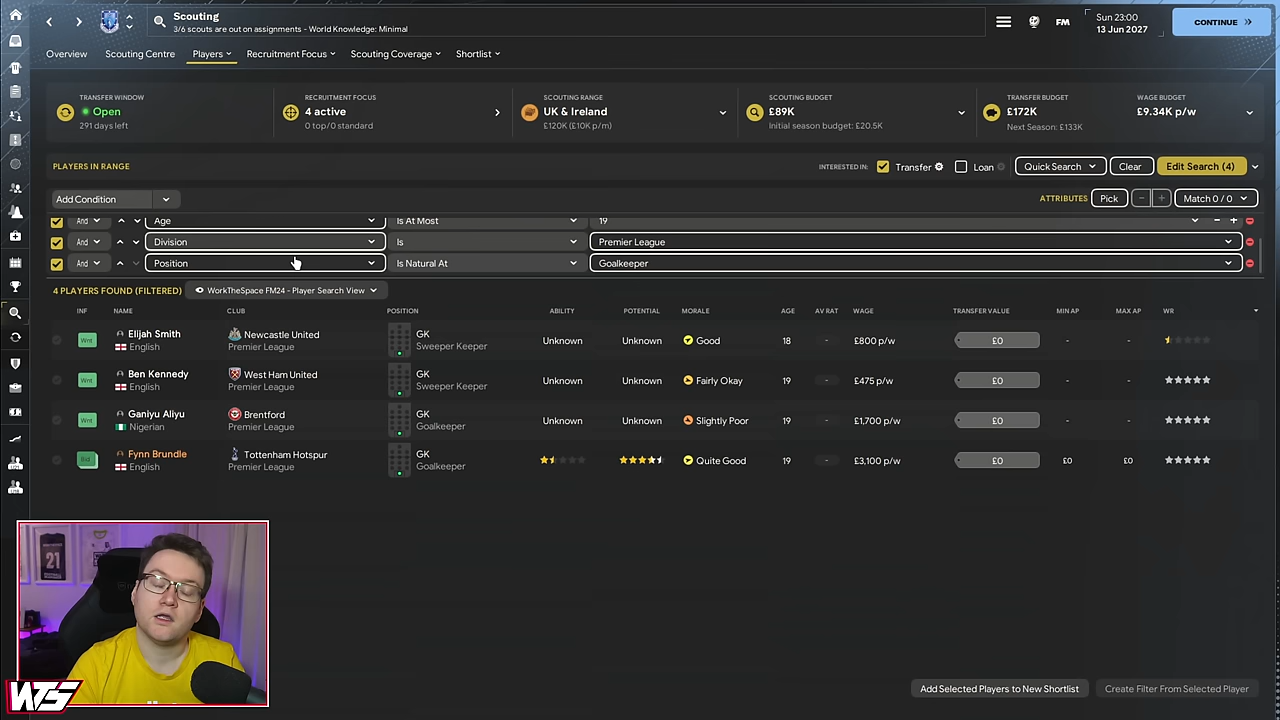 Scouting
3/6 scouts are out on assignments - World Knowledge: Minimal
FM
Sun 23:00
13 Jun 2027
CONTINUE
Overview
Scouting Centre
Players
Recruitment Focus
Scouting Coverage
Shortlist
TRANSFER WINDOW
Open
291 days left
RECRUITMENT FOCUS
4 active
0 top/0 standard
SCOUTING RANGE
UK & Ireland
£120K (£10K p/m)
SCOUTING BUDGET
£89K
Initial season budget: £20.5K
TRANSFER BUDGET
£172K
Next Season: £133K
WAGE BUDGET
£9.34K p/w
PLAYERS IN RANGE
INTERESTED IN:
Transfer
Loan
Quick Search
Clear
Edit Search (4)
Add Condition
ATTRIBUTES
Pick
Match 0 / 0
And Age Is At Most 19
And Division Is Premier League
And Position Is Natural At Goalkeeper
4 PLAYERS FOUND (FILTERED)
WorkTheSpace FM24 - Player Search View
INF NAME CLUB POSITION ABILITY POTENTIAL MORALE AGE AV RAT WAGE TRANSFER VALUE MIN AP MAX AP WR
Wnt Elijah Smith Newcastle United GK Unknown Unknown Good 18 - £800 p/w £0 - -
English Premier League Sweeper Keeper
Wnt Ben Kennedy West Ham United GK Unknown Unknown Fairly Okay 19 - £475 p/w £0 - -
English Premier League Sweeper Keeper
Wnt Ganiyu Aliyu Brentford GK Unknown Unknown Slightly Poor 19 - £1,700 p/w £0 - -
Nigerian Premier League Goalkeeper
Bid Fynn Brundle Tottenham Hotspur GK Quite Good 19 - £3,100 p/w £0 £0 £0
English Premier League Goalkeeper
21
WTS
Add Selected Players to New Shortlist
Create Filter From Selected Player